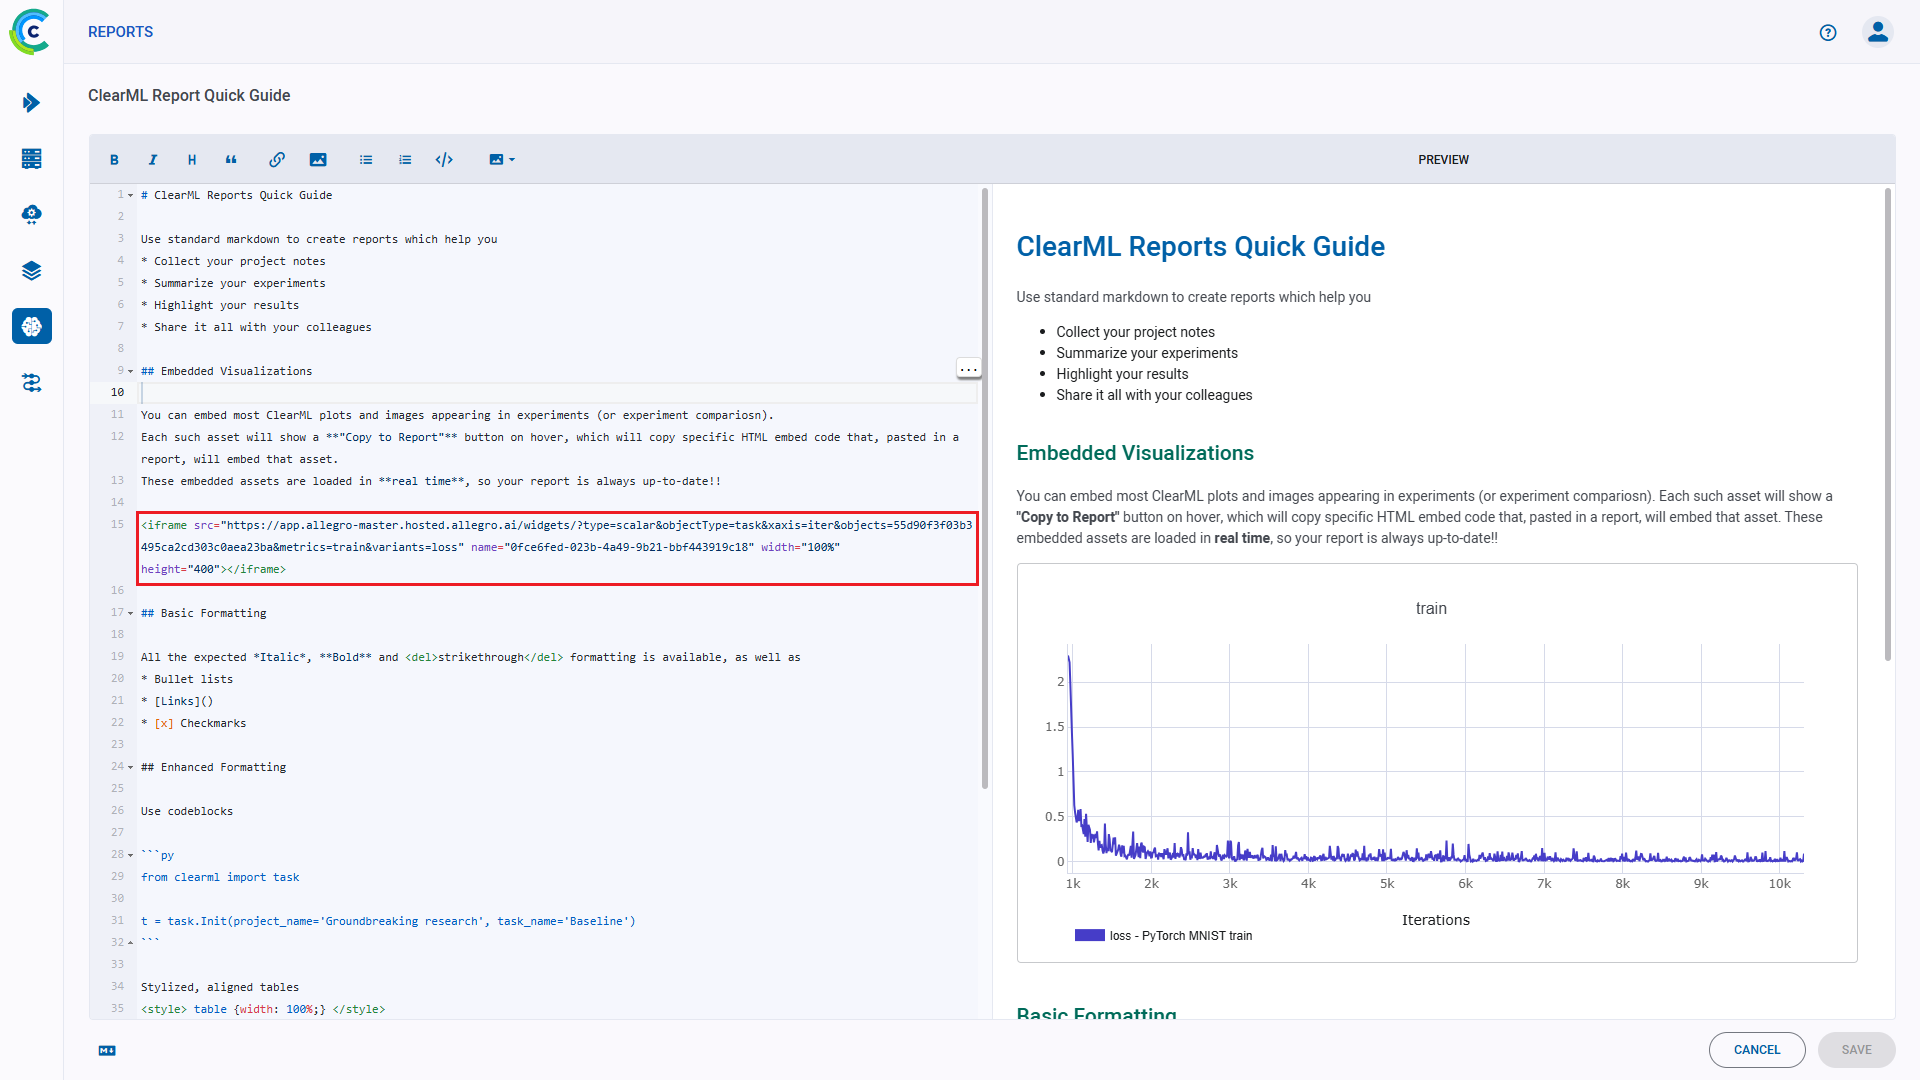 REPORTS
ClearML Report Quick Guide
B I H “
PREVIEW
1 # ClearML Reports Quick Guide
2
3 Use standard markdown to create reports which help you
4 * Collect your project notes
5 * Summarize your experiments
6 * Highlight your results
7 * Share it all with your colleagues
8
9 ## Embedded Visualizations
...
10
11 You can embed most ClearML plots and images appearing in experiments (or experiment compariosn).
12 Each such asset will show a **"Copy to Report"** button on hover, which will copy specific HTML embed code that, pasted in a
report, will embed that asset.
13 These embedded assets are loaded in **real time**, so your report is always up-to-date!!
14
15 <iframe src="https://app.allegro-master.hosted.allegro.ai/widgets/?type=scalar&objectType=task&xaxis=iter&objects=55d90f3f03b3
495ca2cd303c0aea23ba&metrics=train&variants=loss" name="0fce6fed-023b-4a49-9b21-bbf443919c18" width="100%"
height="400"></iframe>
16
17 ## Basic Formatting
18
19 All the expected *Italic*, **Bold** and <del>strikethrough</del> formatting is available, as well as
20 * Bullet lists
21 * [Links]()
22 * [x] Checkmarks
23
24 ## Enhanced Formatting
25
26 Use codeblocks
27
28 ```py
29 from clearml import task
30
31 t = task.Init(project_name='Groundbreaking research', task_name='Baseline')
32 ```
33
34 Stylized, aligned tables
35 <style> table {width: 100%;} </style>
ClearML Reports Quick Guide
Use standard markdown to create reports which help you
• Collect your project notes
• Summarize your experiments
• Highlight your results
• Share it all with your colleagues
Embedded Visualizations
You can embed most ClearML plots and images appearing in experiments (or experiment compariosn). Each such asset will show a
"Copy to Report" button on hover, which will copy specific HTML embed code that, pasted in a report, will embed that asset. These
embedded assets are loaded in real time, so your report is always up-to-date!!
train
2
1.5
1
0.5
0
1k 2k 3k 4k 5k 6k 7k 8k 9k 10k
Iterations
loss - PyTorch MNIST train
Basic Formatting
CANCEL SAVE